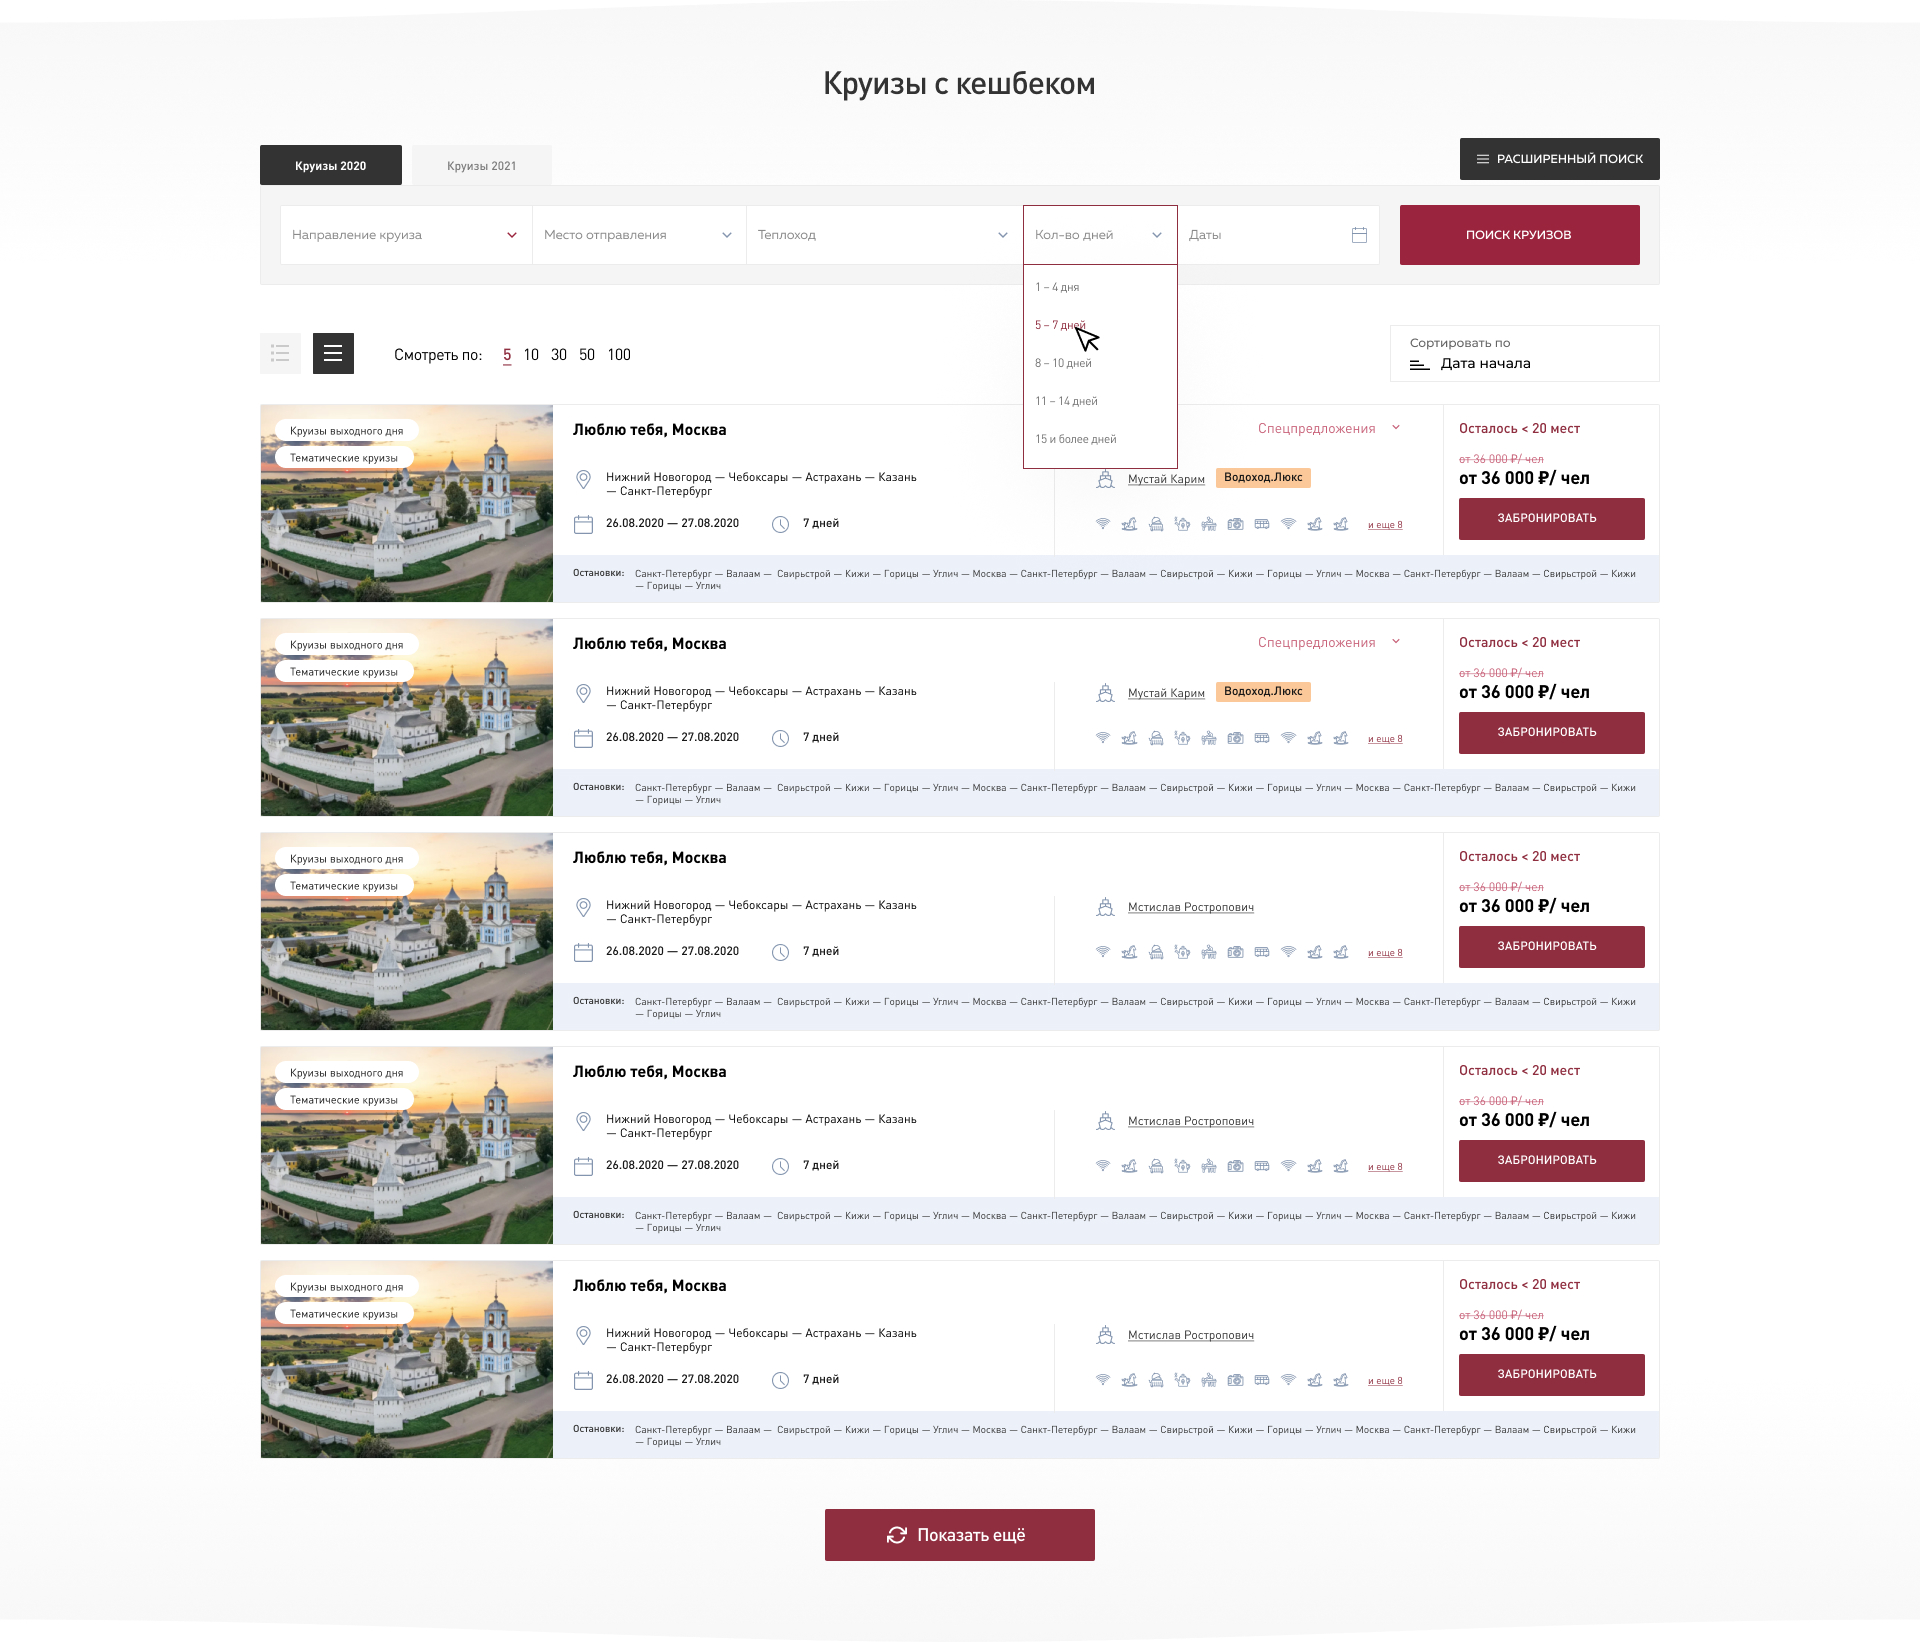 Круизы с кешбеком
Круизы 2020
Круизы 2021
РАСШИРЕННЫЙ ПОИСК
Направление круиза
Место отправления
Теплоход
Кол-во дней
Даты
ПОИСК КРУИЗОВ
1 – 4 дня
5 – 7 дней
8 – 10 дней
11 – 14 дней
15 и более дней
Смотреть по: 5 10 30 50 100
Сортировать по
Дата начала
Круизы выходного дня
Тематические круизы
Люблю тебя, Москва
Нижний Новогород — Чебоксары — Астрахань — Казань
— Санкт-Петербург
26.08.2020 — 27.08.2020
7 дней
Спецпредложения
Мустай Карим
Водоход.Люкс
и еще 8
Осталось < 20 мест
от 36 000 ₽/ чел
от 36 000 ₽/ чел
ЗАБРОНИРОВАТЬ
Остановки: Санкт-Петербург — Валаам — Свирьстрой — Кижи — Горицы — Углич — Москва — Санкт-Петербург — Валаам — Свирьстрой — Кижи — Горицы — Углич — Москва — Санкт-Петербург — Валаам — Свирьстрой — Кижи
— Горицы — Углич
Круизы выходного дня
Тематические круизы
Люблю тебя, Москва
Нижний Новогород — Чебоксары — Астрахань — Казань
— Санкт-Петербург
26.08.2020 — 27.08.2020
7 дней
Спецпредложения
Мустай Карим
Водоход.Люкс
и еще 8
Осталось < 20 мест
от 36 000 ₽/ чел
от 36 000 ₽/ чел
ЗАБРОНИРОВАТЬ
Остановки: Санкт-Петербург — Валаам — Свирьстрой — Кижи — Горицы — Углич — Москва — Санкт-Петербург — Валаам — Свирьстрой — Кижи — Горицы — Углич — Москва — Санкт-Петербург — Валаам — Свирьстрой — Кижи
— Горицы — Углич
Круизы выходного дня
Тематические круизы
Люблю тебя, Москва
Нижний Новогород — Чебоксары — Астрахань — Казань
— Санкт-Петербург
26.08.2020 — 27.08.2020
7 дней
Мстислав Ростропович
и еще 8
Осталось < 20 мест
от 36 000 ₽/ чел
от 36 000 ₽/ чел
ЗАБРОНИРОВАТЬ
Остановки: Санкт-Петербург — Валаам — Свирьстрой — Кижи — Горицы — Углич — Москва — Санкт-Петербург — Валаам — Свирьстрой — Кижи — Горицы — Углич — Москва — Санкт-Петербург — Валаам — Свирьстрой — Кижи
— Горицы — Углич
Круизы выходного дня
Тематические круизы
Люблю тебя, Москва
Нижний Новогород — Чебоксары — Астрахань — Казань
— Санкт-Петербург
26.08.2020 — 27.08.2020
7 дней
Мстислав Ростропович
и еще 8
Осталось < 20 мест
от 36 000 ₽/ чел
от 36 000 ₽/ чел
ЗАБРОНИРОВАТЬ
Остановки: Санкт-Петербург — Валаам — Свирьстрой — Кижи — Горицы — Углич — Москва — Санкт-Петербург — Валаам — Свирьстрой — Кижи — Горицы — Углич — Москва — Санкт-Петербург — Валаам — Свирьстрой — Кижи
— Горицы — Углич
Круизы выходного дня
Тематические круизы
Люблю тебя, Москва
Нижний Новогород — Чебоксары — Астрахань — Казань
— Санкт-Петербург
26.08.2020 — 27.08.2020
7 дней
Мстислав Ростропович
и еще 8
Осталось < 20 мест
от 36 000 ₽/ чел
от 36 000 ₽/ чел
ЗАБРОНИРОВАТЬ
Остановки: Санкт-Петербург — Валаам — Свирьстрой — Кижи — Горицы — Углич — Москва — Санкт-Петербург — Валаам — Свирьстрой — Кижи — Горицы — Углич — Москва — Санкт-Петербург — Валаам — Свирьстрой — Кижи
— Горицы — Углич
Показать ещё